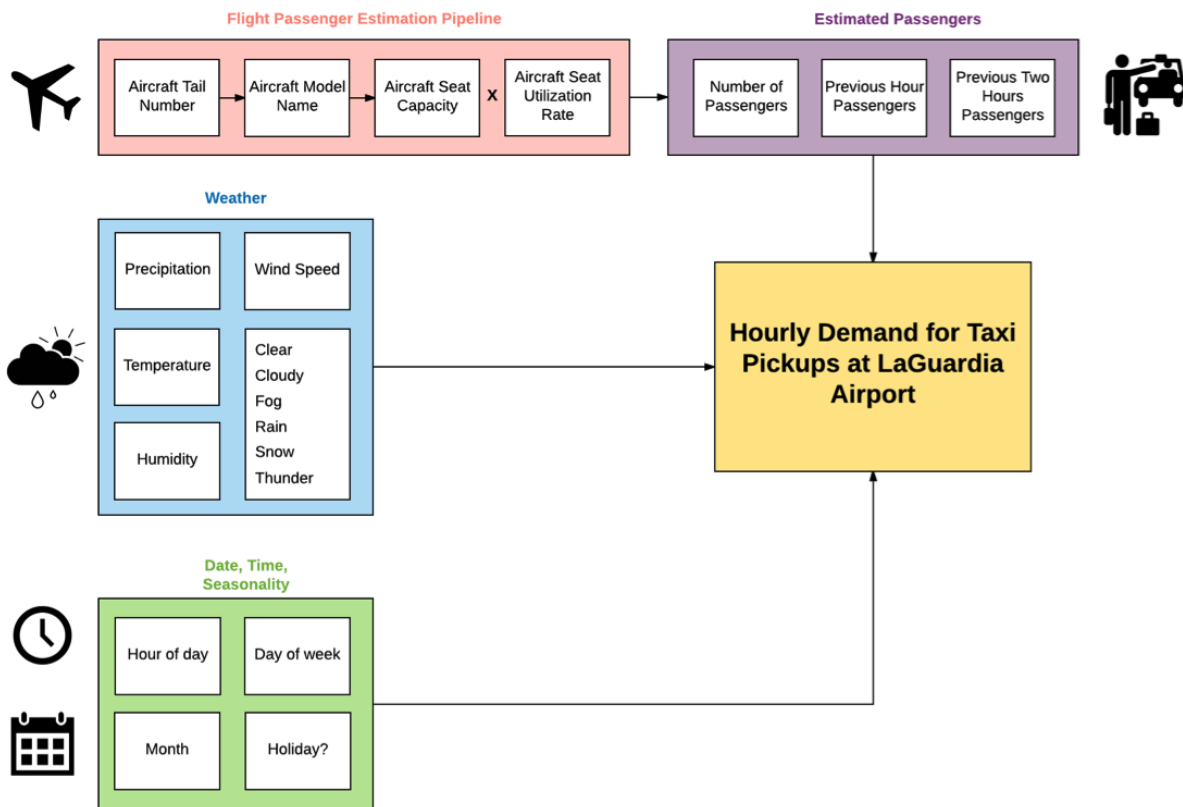 Flight Passenger Estimation Pipeline
Estimated Passengers
Aircraft Tail
Number
Aircraft Model
Name
Aircraft Seat
Capacity
X
Aircraft Seat
Utilization
Rate
Number of
Passengers
Previous Hour
Passengers
Previous Two
Hours
Passengers
Weather
Precipitation
Wind Speed
Temperature
Clear
Cloudy
Fog
Rain
Snow
Thunder
Humidity
Hourly Demand for Taxi
Pickups at LaGuardia
Airport
Date, Time,
Seasonality
Hour of day
Day of week
Month
Holiday?